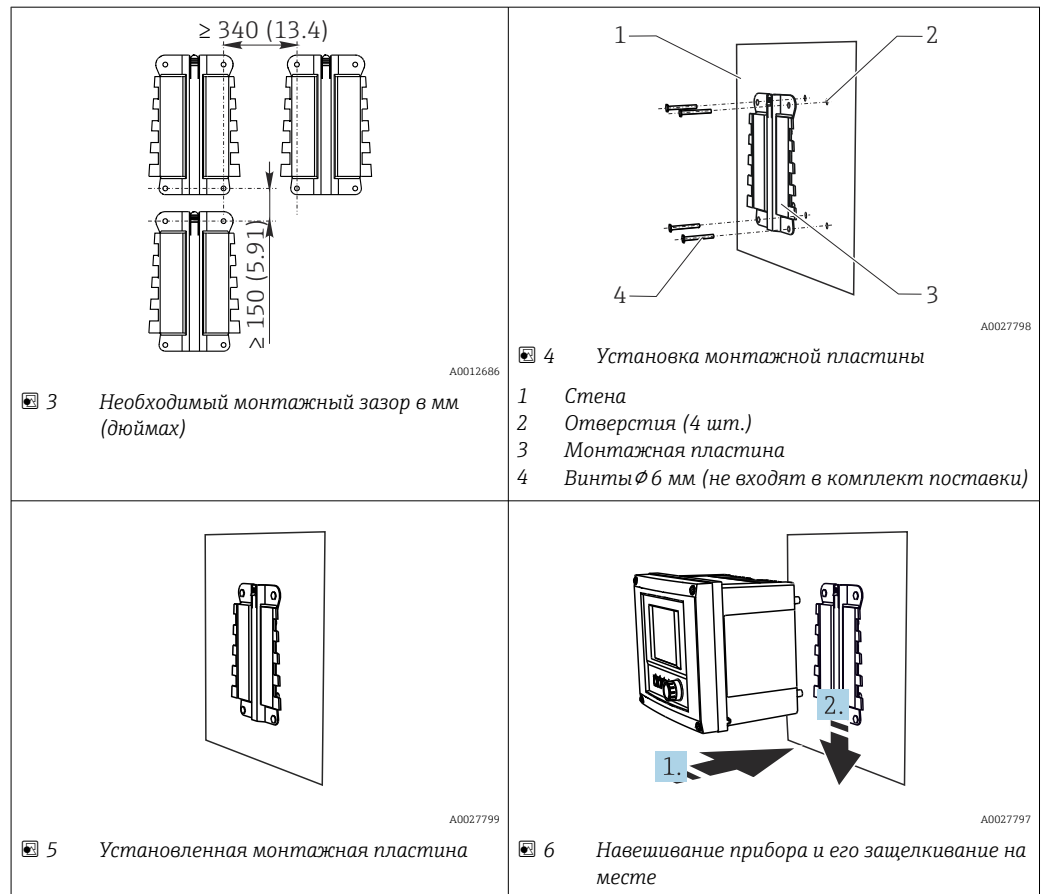 ≥ 340 (13.4)
≥ 150 (5.91)
A0012686
3 Необходимый монтажный зазор в мм
(дюймах)
1
2
4
3
A0027798
4 Установка монтажной пластины
1 Стена
2 Отверстия (4 шт.)
3 Монтажная пластина
4 Винты Ø 6 мм (не входят в комплект поставки)
A0027799
5 Установленная монтажная пластина
2.
1.
A0027797
6 Навешивание прибора и его защелкивание на
месте